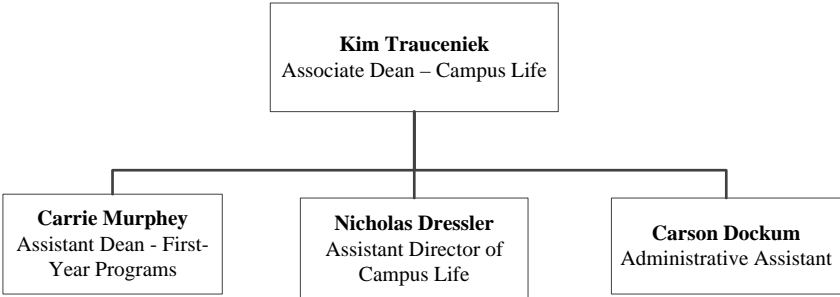 Kim Trauceniek
Associate Dean – Campus Life
Carrie Murphey
Assistant Dean - First-
Year Programs
Nicholas Dressler
Assistant Director of
Campus Life
Carson Dockum
Administrative Assistant